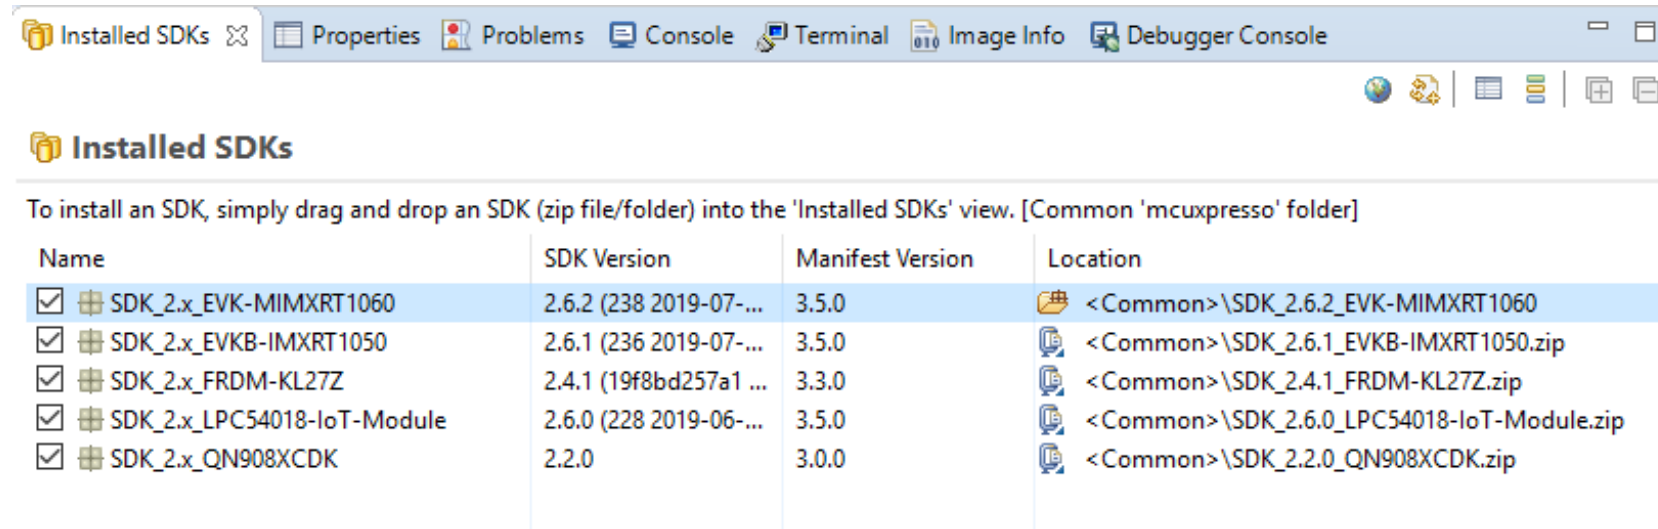 Installed SDKs Properties Problems Console Terminal Image Info Debugger Console
Installed SDKs
To install an SDK, simply drag and drop an SDK (zip file/folder) into the 'Installed SDKs' view. [Common 'mcuxpresso' folder]
Name SDK Version Manifest Version Location
SDK_2.x_EVK-MIMXRT1060 2.6.2 (238 2019-07-... 3.5.0 <Common>\SDK_2.6.2_EVK-MIMXRT1060
SDK_2.x_EVKB-IMXRT1050 2.6.1 (236 2019-07-... 3.5.0 <Common>\SDK_2.6.1_EVKB-IMXRT1050.zip
SDK_2.x_FRDM-KL27Z 2.4.1 (19f8bd257a1 ... 3.3.0 <Common>\SDK_2.4.1_FRDM-KL27Z.zip
SDK_2.x_LPC54018-IoT-Module 2.6.0 (228 2019-06-... 3.5.0 <Common>\SDK_2.6.0_LPC54018-IoT-Module.zip
SDK_2.x_QN908XCDK 2.2.0 3.0.0 <Common>\SDK_2.2.0_QN908XCDK.zip